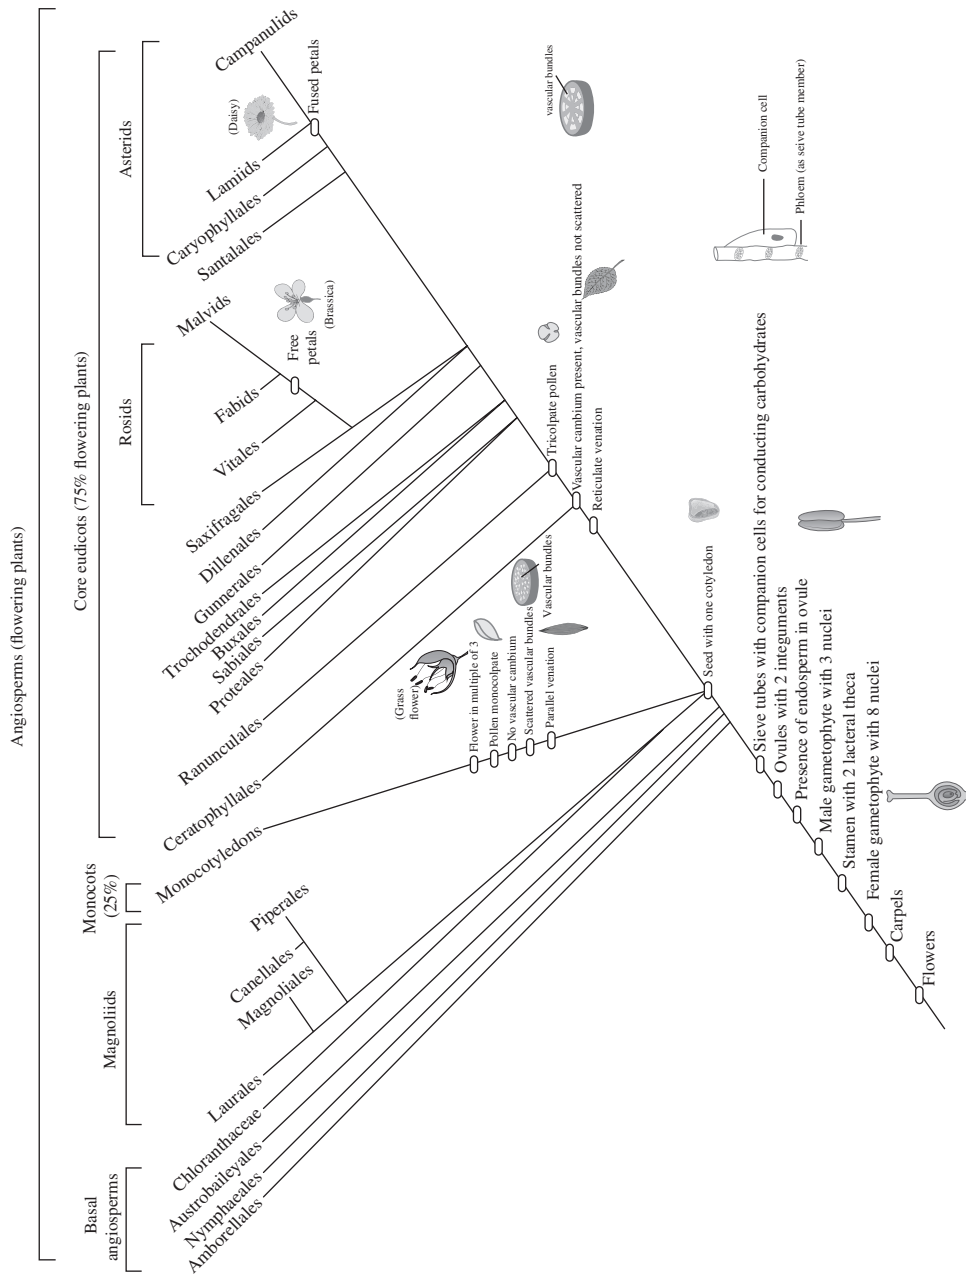 Angiosperms (flowering plants)
Core eudicots (75% flowering plants)
Basal
angiosperms
Magnoliids
Monocots
(25%)
Rosids
Asterids
Amborellales
Nymphaeales
Austrobaileyales
Chloranthaceae
Laurales
Magnoliales
Canellales
Piperales
Monocotyledons
Ceratophyllales
Ranunculales
Proteales
Sabiales
Buxales
Trochodendrales
Gunnerales
Dillenales
Saxifragales
Vitales
Fabids
Malvids
Santalales
Caryophyllales
Lamiids
Campanulids
(Daisy)
Fused petals
Free
petals
(Brassica)
(Grass
flower)
Flower in multiple of 3
Pollen monocolpate
No vascular cambium
Scattered vascular bundles
Parallel venation
Vascular bundles
Tricolpate pollen
Vascular cambium present, vascular bundles not scattered
vascular bundles
Reticulate venation
Seed with one cotyledon
Sieve tubes with companion cells for conducting carbohydrates
Companion cell
Phloem (as seive tube member)
Ovules with 2 integuments
Presence of endosperm in ovule
Male gametophyte with 3 nuclei
Stamen with 2 lacteral theca
Female gametophyte with 8 nuclei
Carpels
Flowers